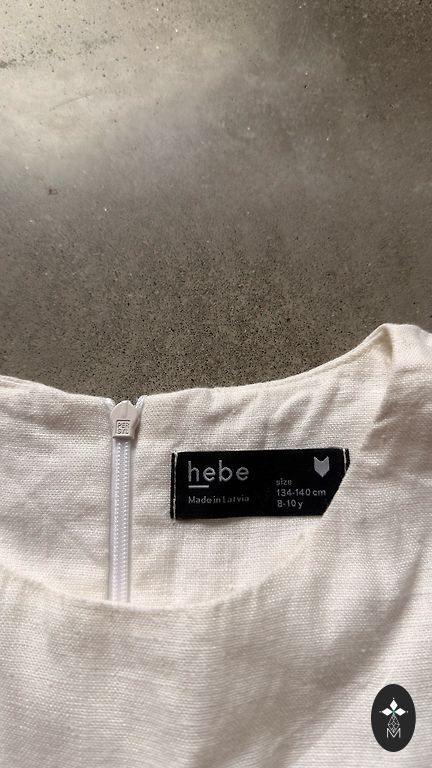 hebe
Made in Latvia
size
134-140 cm
8-10 y
M